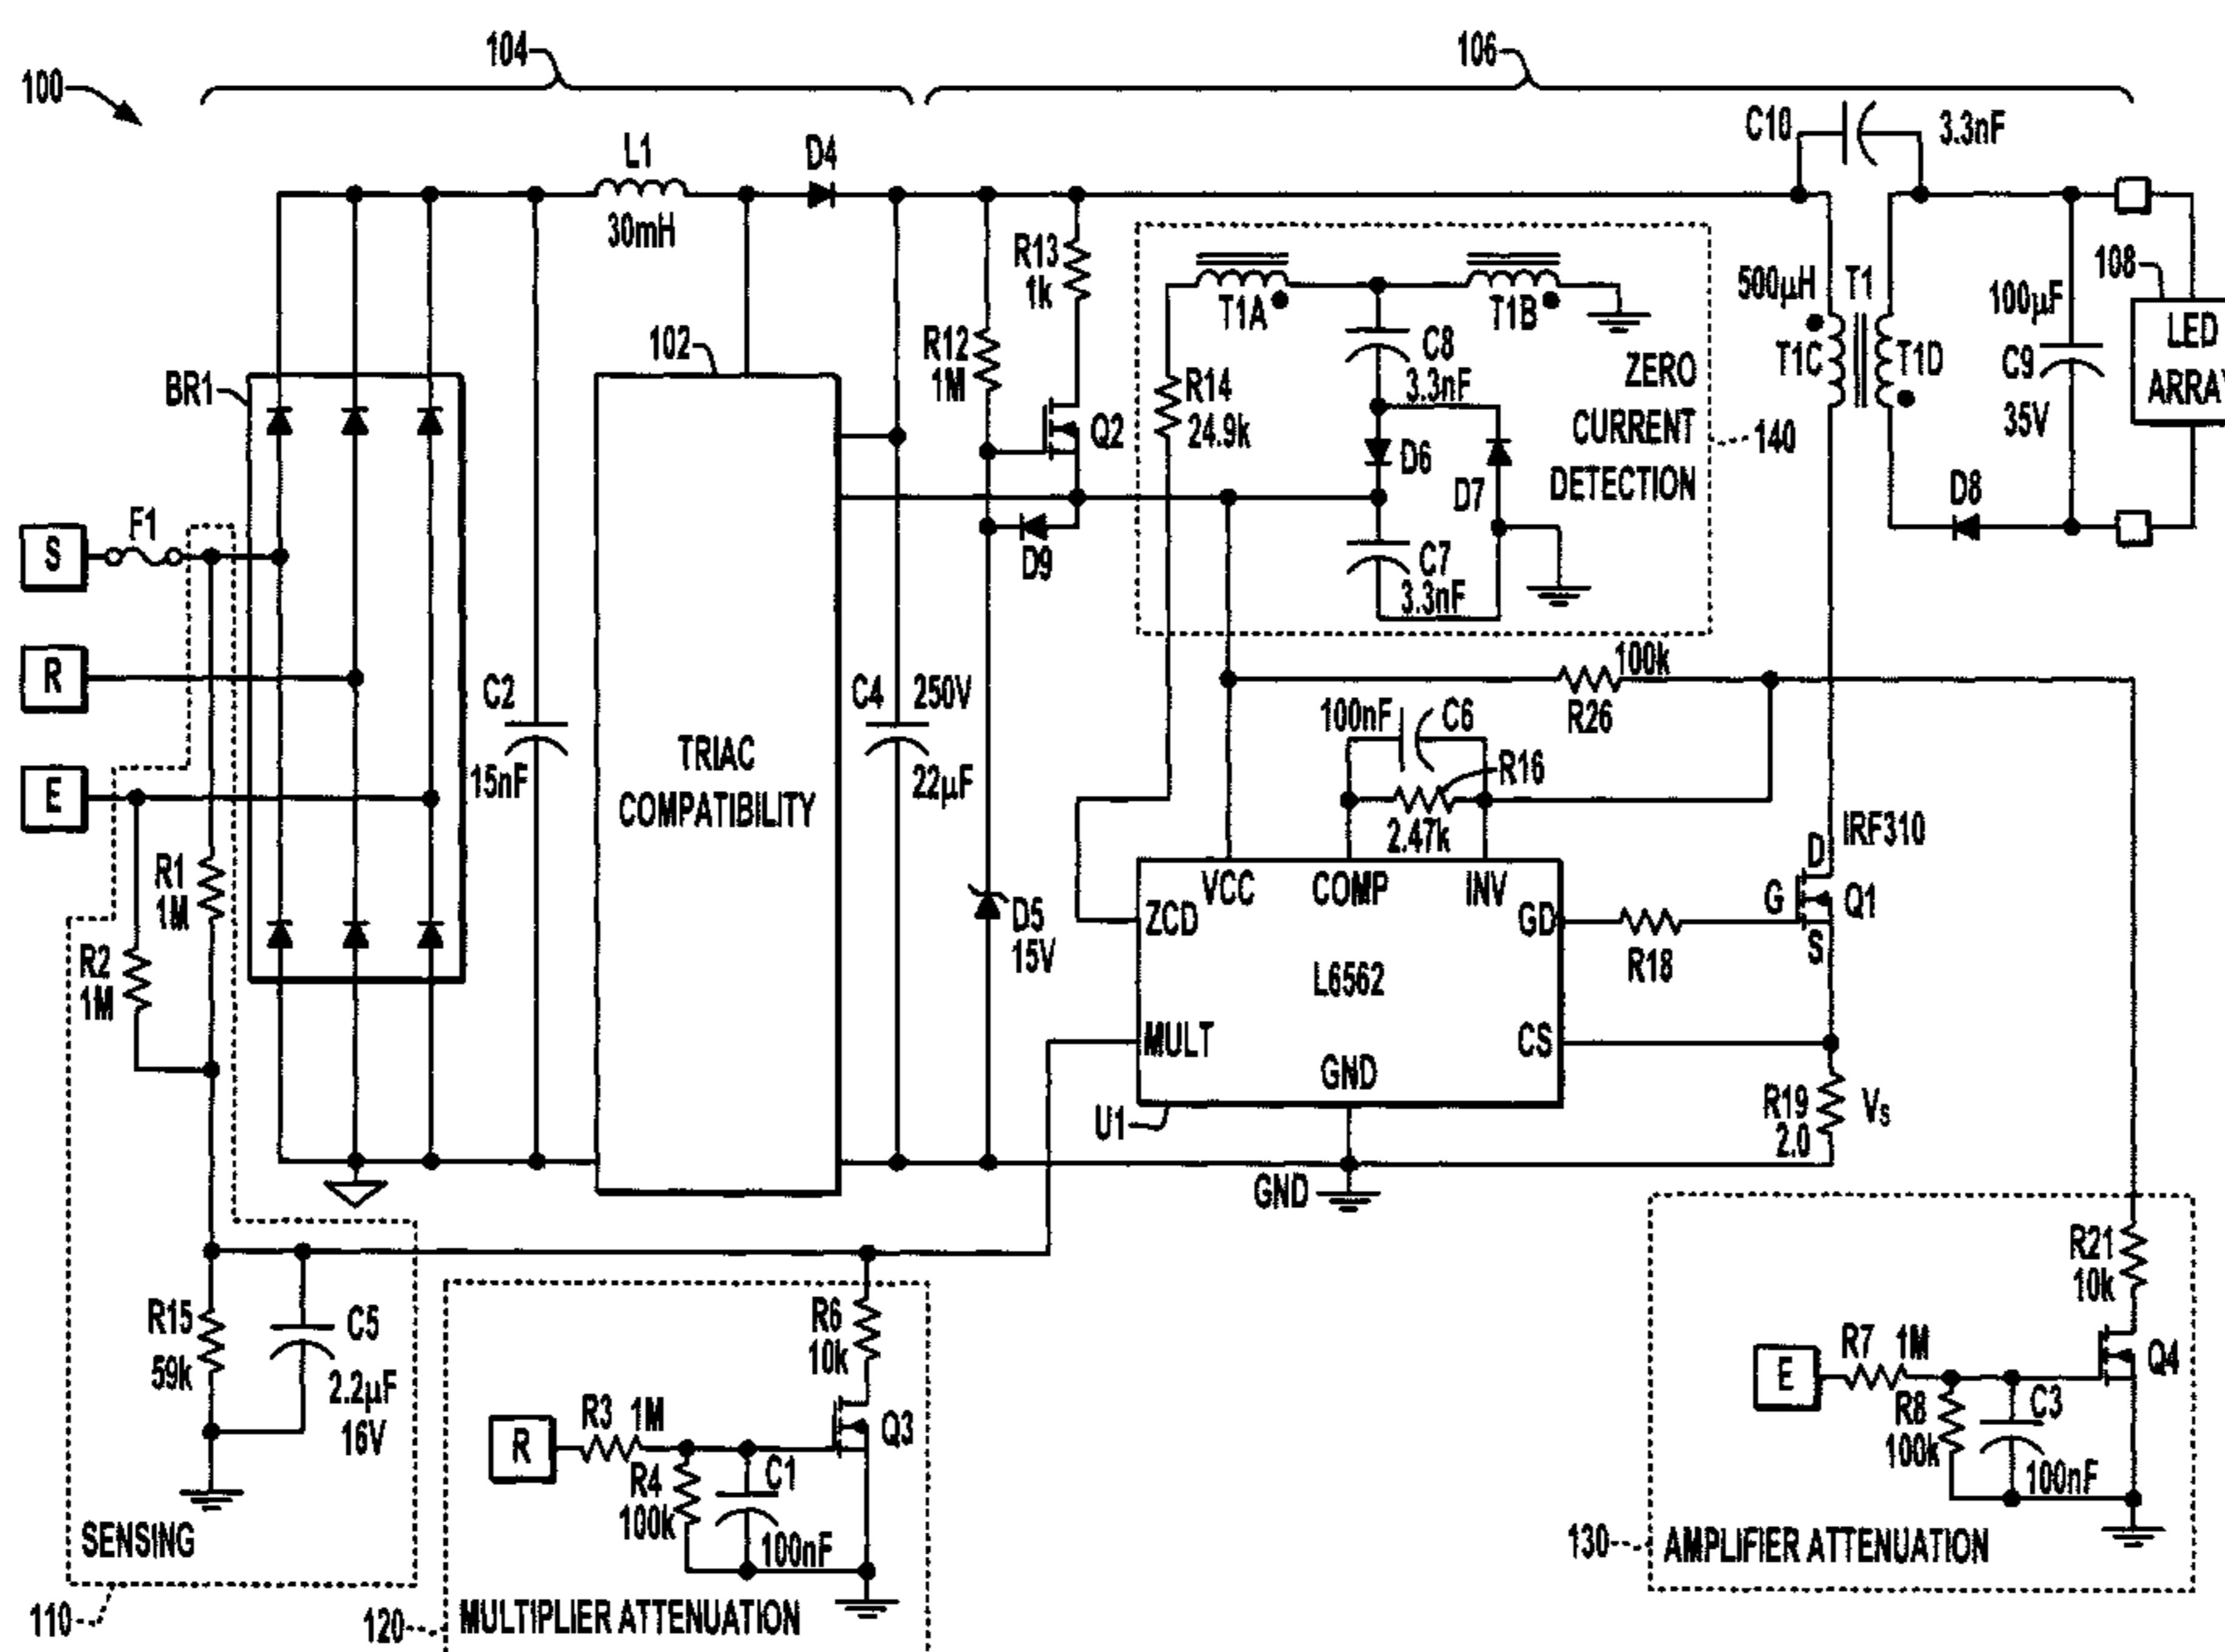 100
104
106
C10
3.3nF
L1
30mH
D4
R13
1k
R12
1M
102
BR1
T1A
T1B
C8
3.3nF
R14
24.9k
ZERO
CURRENT
DETECTION
140
500µH
T1
T1C
T1D
100µF
C9
35V
108
LED
ARRAY
Q2
D6
D7
D8
D9
C7
3.3nF
S
F1
R
E
C2
15nF
TRIAC
COMPATIBILITY
C4
250V
22µF
100k
R26
100nF
C6
R16
2.47k
IRF310
R1
1M
R2
1M
D5
15V
VCC
COMP
INV
ZCD
GD
L6562
MULT
CS
GND
U1
R18
D
G
S
Q1
R19
2.0
VS
GND
R15
59k
C5
2.2µF
16V
SENSING
110
R6
10k
R
R3
1M
Q3
R4
100k
C1
100nF
120
MULTIPLIER ATTENUATION
R21
10k
E
R7
1M
Q4
R8
100k
C3
100nF
130
AMPLIFIER ATTENUATION